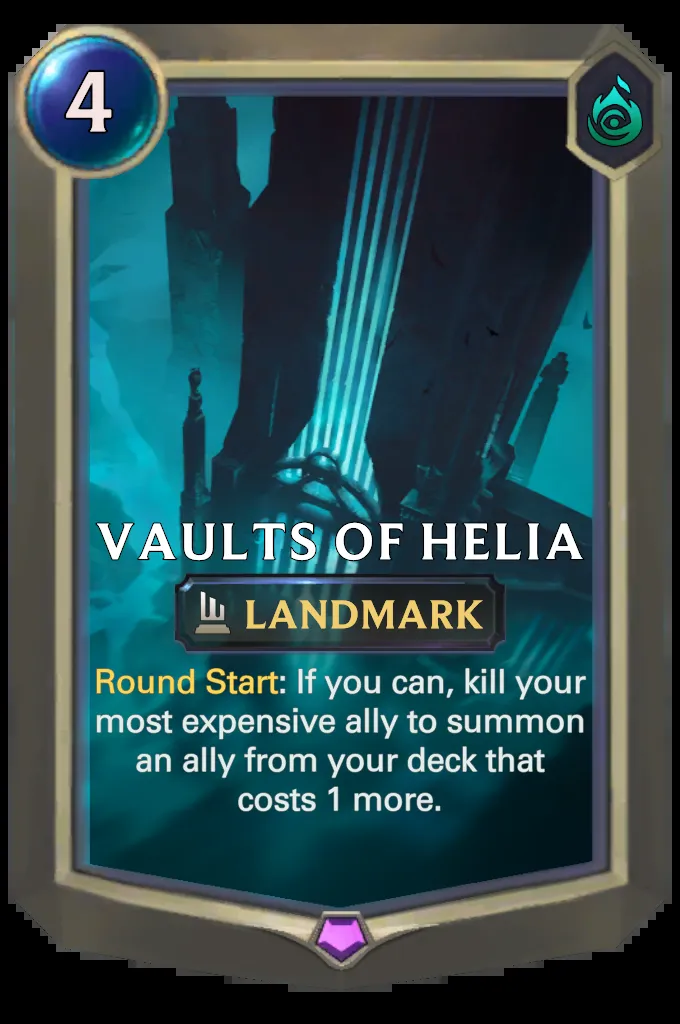 4
VAULTS OF HELIA
LANDMARK
Round Start: If you can, kill your
most expensive ally to summon
an ally from your deck that
costs 1 more.